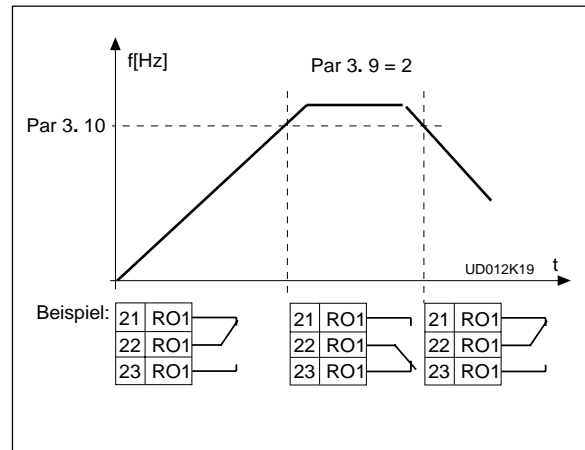 f[Hz]
Par 3. 9 = 2
Par 3. 10
UD012K19
t
Beispiel:
21 RO1
22 RO1
23 RO1
21 RO1
22 RO1
23 RO1
21 RO1
22 RO1
23 RO1